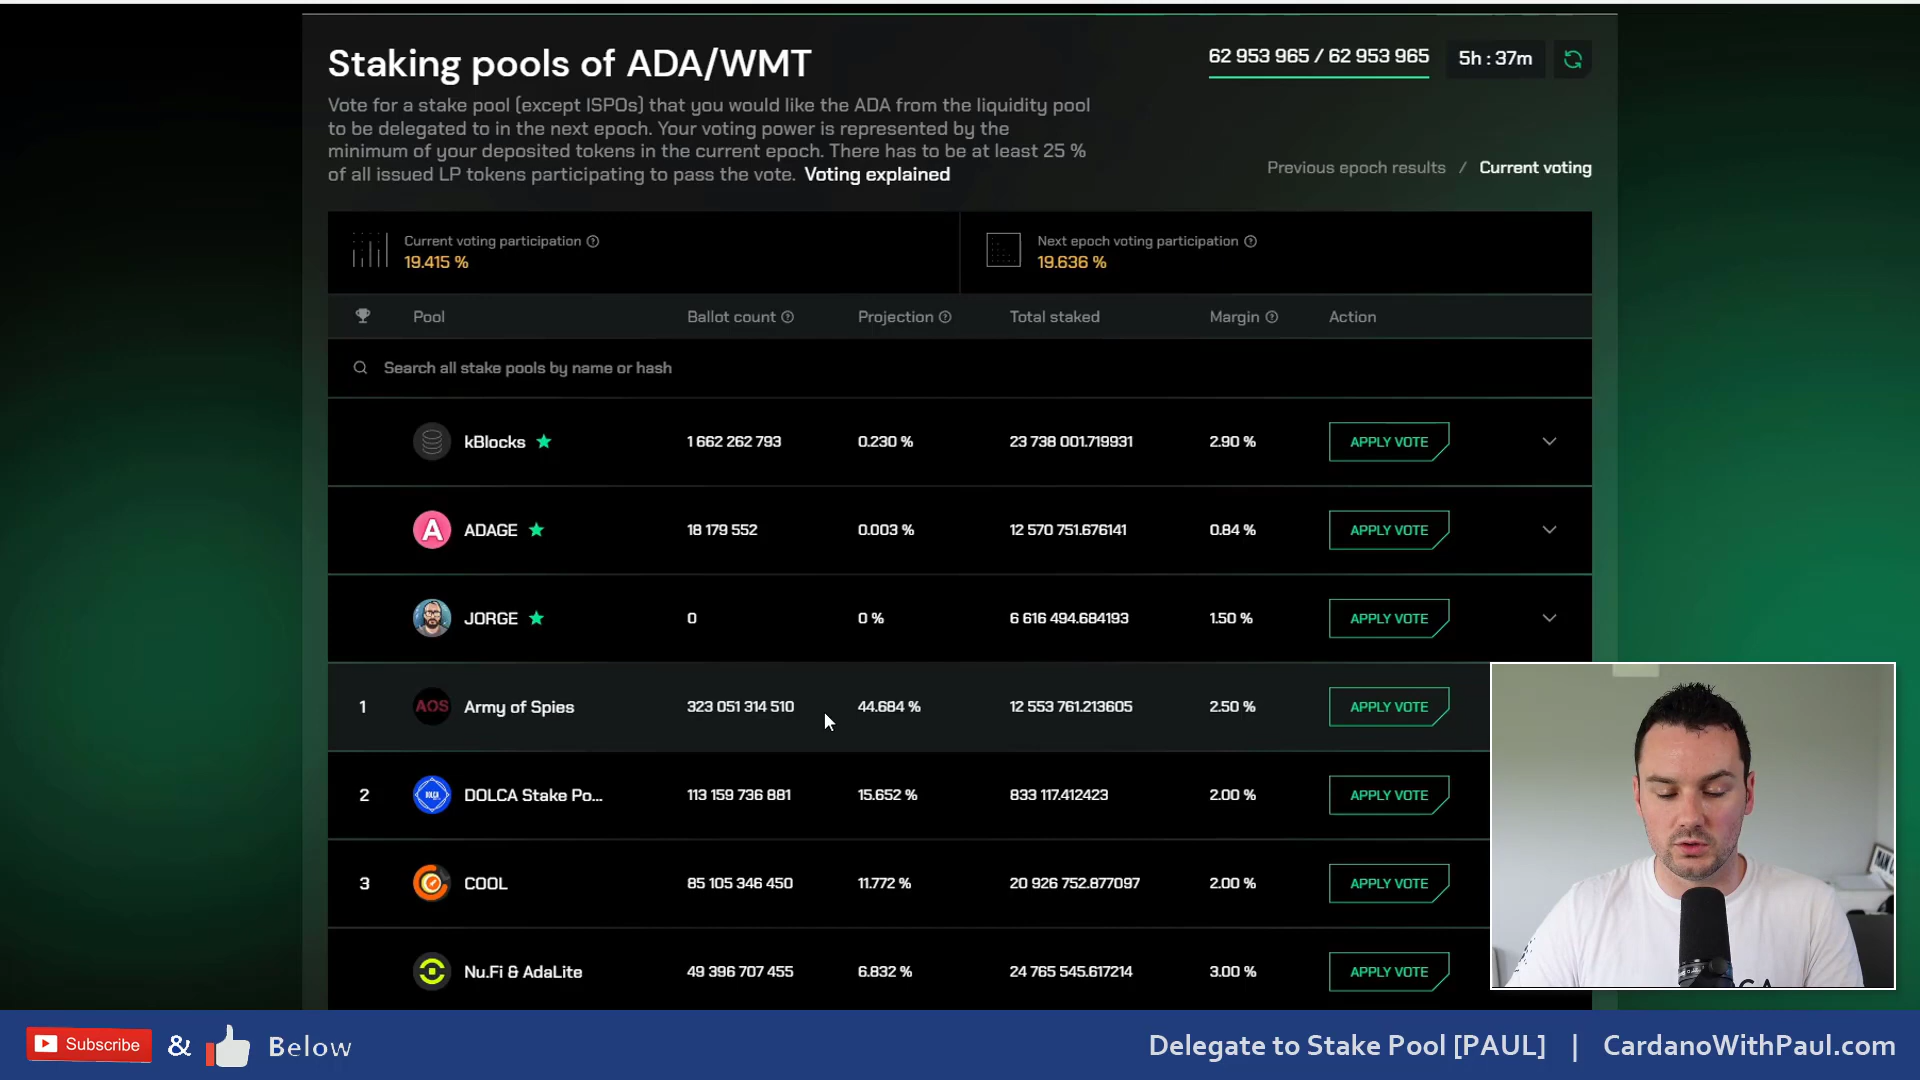 Staking pools of ADA/WMT
62 953 965 / 62 953 965
5h : 37m
Vote for a stake pool (except ISPOs) that you would like the ADA from the liquidity pool
to be delegated to in the next epoch. Your voting power is represented by the
minimum of your deposited tokens in the current epoch. There has to be at least 25 %
of all issued LP tokens participating to pass the vote. Voting explained
Previous epoch results / Current voting
Current voting participation
19.415 %
Next epoch voting participation
19.636 %
Pool Ballot count Projection Total staked Margin Action
Search all stake pools by name or hash
kBlocks 1 662 262 793 0.230 % 23 738 001.719931 2.90 % APPLY VOTE
A ADAGE 18 179 552 0.003 % 12 570 751.676141 0.84 % APPLY VOTE
JORGE 0 0 % 6 616 494.684193 1.50 % APPLY VOTE
1 AOS Army of Spies 323 051 314 510 44.684 % 12 553 761.213605 2.50 % APPLY VOTE
2 DOLCA DOLCA Stake Po... 113 159 736 881 15.652 % 833 117.412423 2.00 % APPLY VOTE
3 COOL 85 105 346 450 11.772 % 20 926 752.877097 2.00 % APPLY VOTE
Nu.Fi & AdaLite 49 396 707 455 6.832 % 24 765 545.617214 3.00 % APPLY VOTE
Subscribe & Below
Delegate to Stake Pool [PAUL] | CardanoWithPaul.com